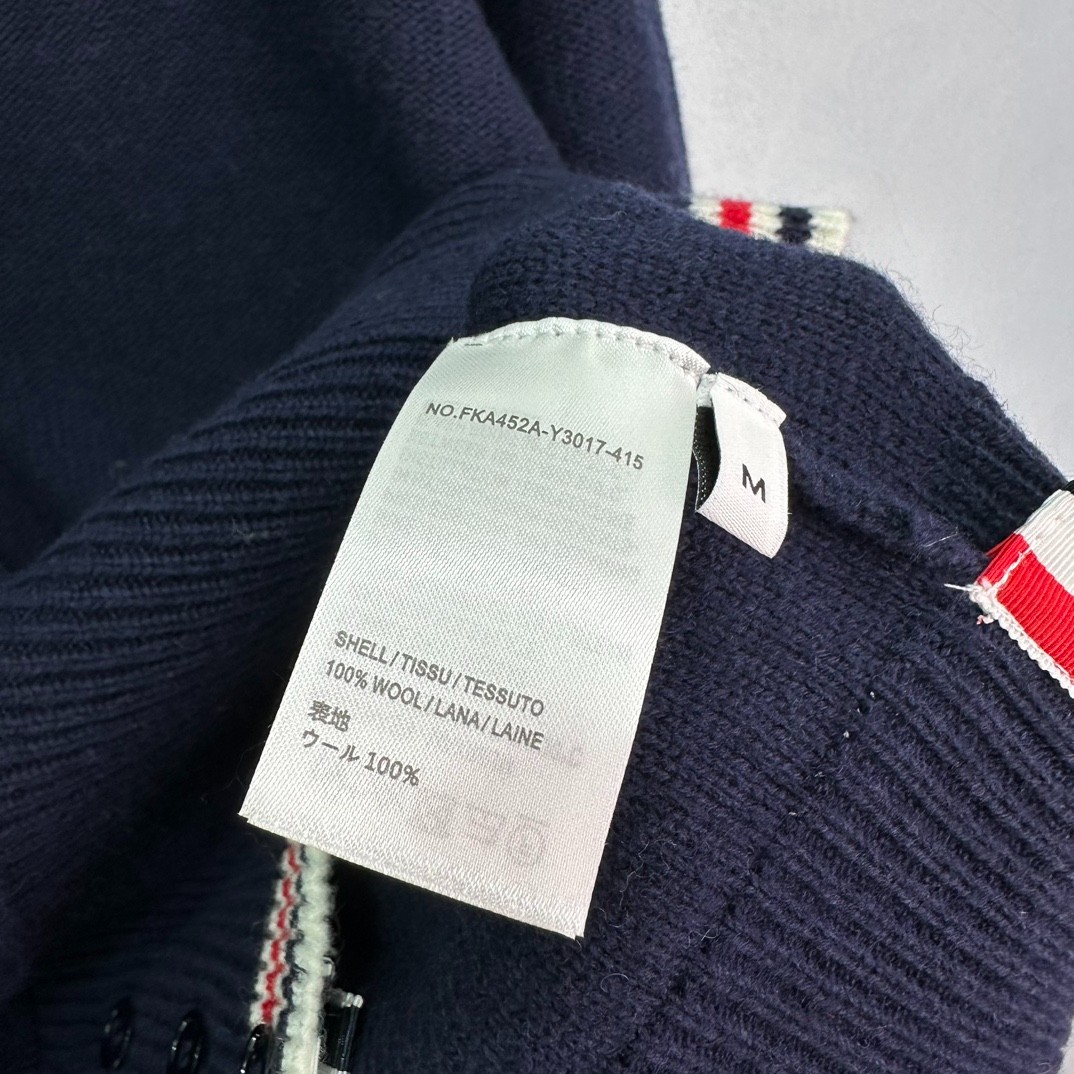 NO.FKA452A-Y3017-415
M
SHELL/TISSU/TESSUTO
100% WOOL/LANA/LAINE
表地
ウール 100%